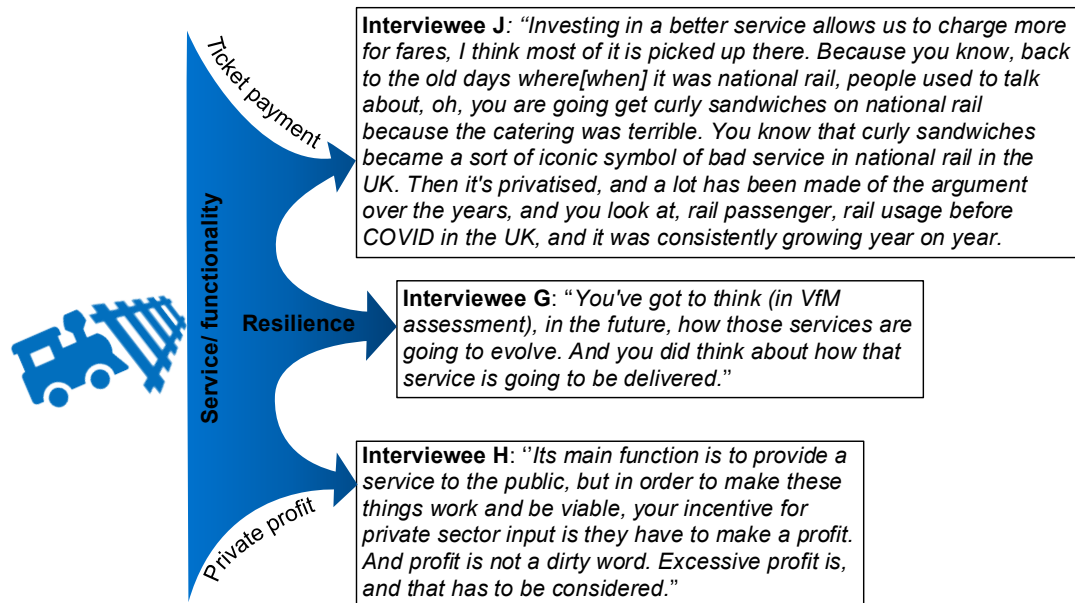 Ticket payment
Interviewee J: “Investing in a better service allows us to charge more
for fares, I think most of it is picked up there. Because you know, back
to the old days where[when] it was national rail, people used to talk
about, oh, you are going get curly sandwiches on national rail
because the catering was terrible. You know that curly sandwiches
became a sort of iconic symbol of bad service in national rail in the
UK. Then it's privatised, and a lot has been made of the argument
over the years, and you look at, rail passenger, rail usage before
COVID in the UK, and it was consistently growing year on year.
Service/ functionality
Resilience
Interviewee G: “You've got to think (in VfM
assessment), in the future, how those services are
going to evolve. And you did think about how that
service is going to be delivered.”
Private profit
Interviewee H: ‘’Its main function is to provide a
service to the public, but in order to make these
things work and be viable, your incentive for
private sector input is they have to make a profit.
And profit is not a dirty word. Excessive profit is,
and that has to be considered.”